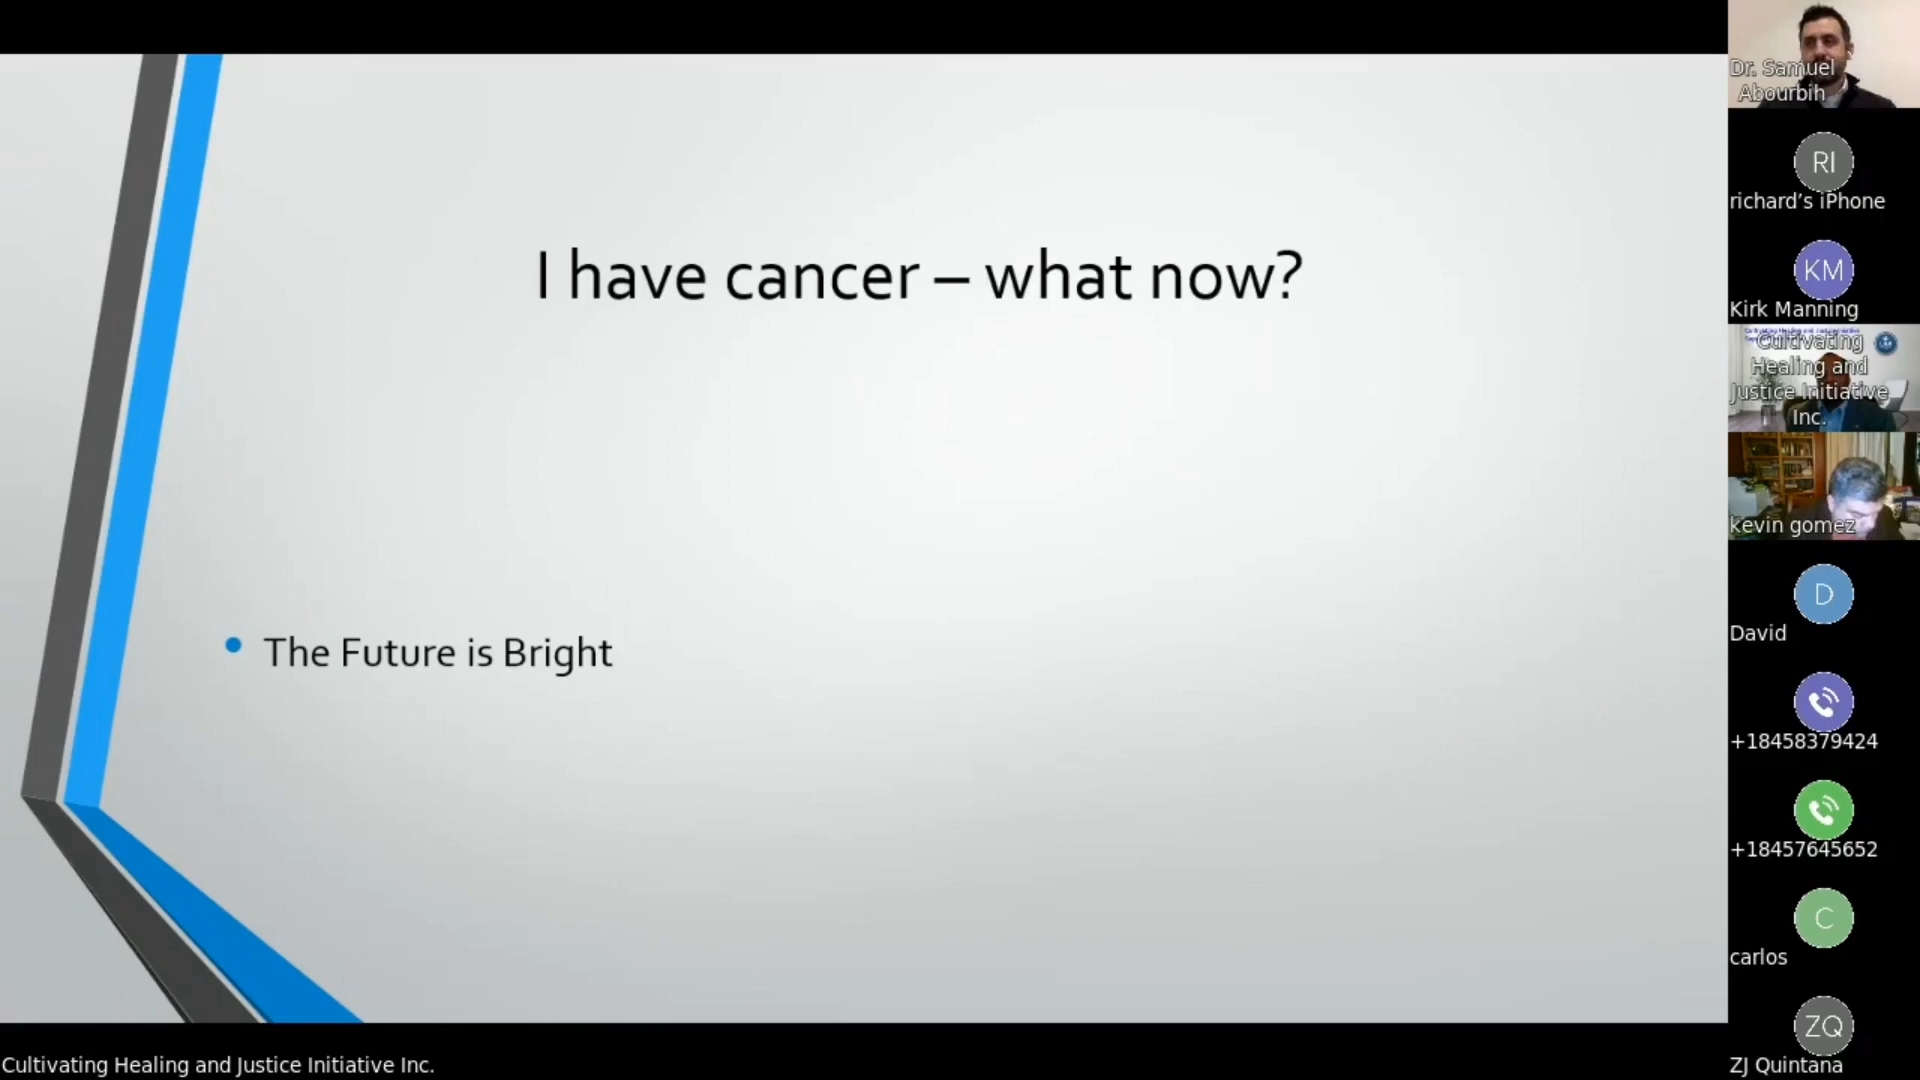 I have cancer – what now?
• The Future is Bright
Dr. Samuel
Abourbih
RI
richard’s iPhone
KM
Kirk Manning
Cultivating
Healing and
Justice Initiative
Inc.
kevin gomez
D
David
+18458379424
+18457645652
C
carlos
ZQ
ZJ Quintana
Cultivating Healing and Justice Initiative Inc.